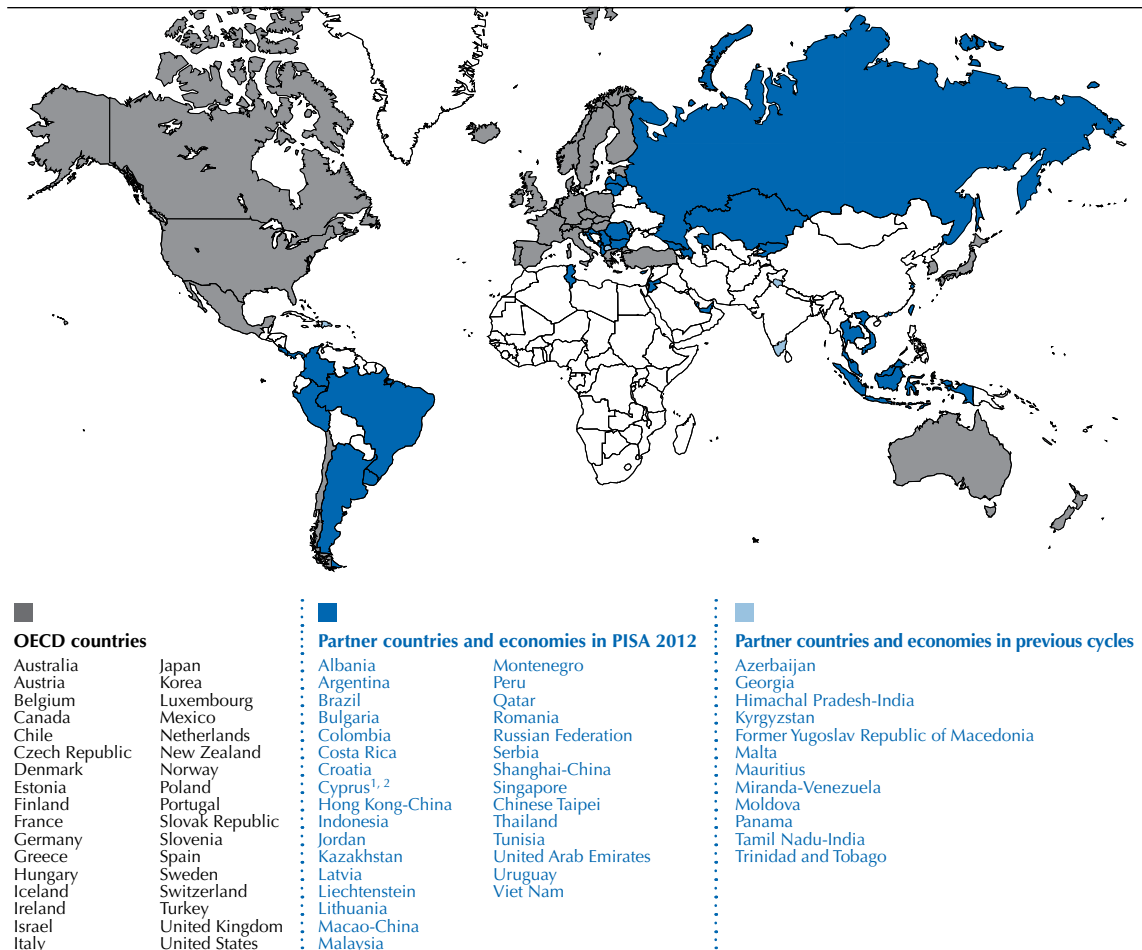 OECD countries
Australia
Austria
Belgium
Canada
Chile
Czech Republic
Denmark
Estonia
Finland
France
Germany
Greece
Hungary
Iceland
Ireland
Israel
Italy
Japan
Korea
Luxembourg
Mexico
Netherlands
New Zealand
Norway
Poland
Portugal
Slovak Republic
Slovenia
Spain
Sweden
Switzerland
Turkey
United Kingdom
United States
Partner countries and economies in PISA 2012
Albania
Argentina
Brazil
Bulgaria
Colombia
Costa Rica
Croatia
Cyprus1, 2
Hong Kong-China
Indonesia
Jordan
Kazakhstan
Latvia
Liechtenstein
Lithuania
Macao-China
Malaysia
Montenegro
Peru
Qatar
Romania
Russian Federation
Serbia
Shanghai-China
Singapore
Chinese Taipei
Thailand
Tunisia
United Arab Emirates
Uruguay
Viet Nam
Partner countries and economies in previous cycles
Azerbaijan
Georgia
Himachal Pradesh-India
Kyrgyzstan
Former Yugoslav Republic of Macedonia
Malta
Mauritius
Miranda-Venezuela
Moldova
Panama
Tamil Nadu-India
Trinidad and Tobago